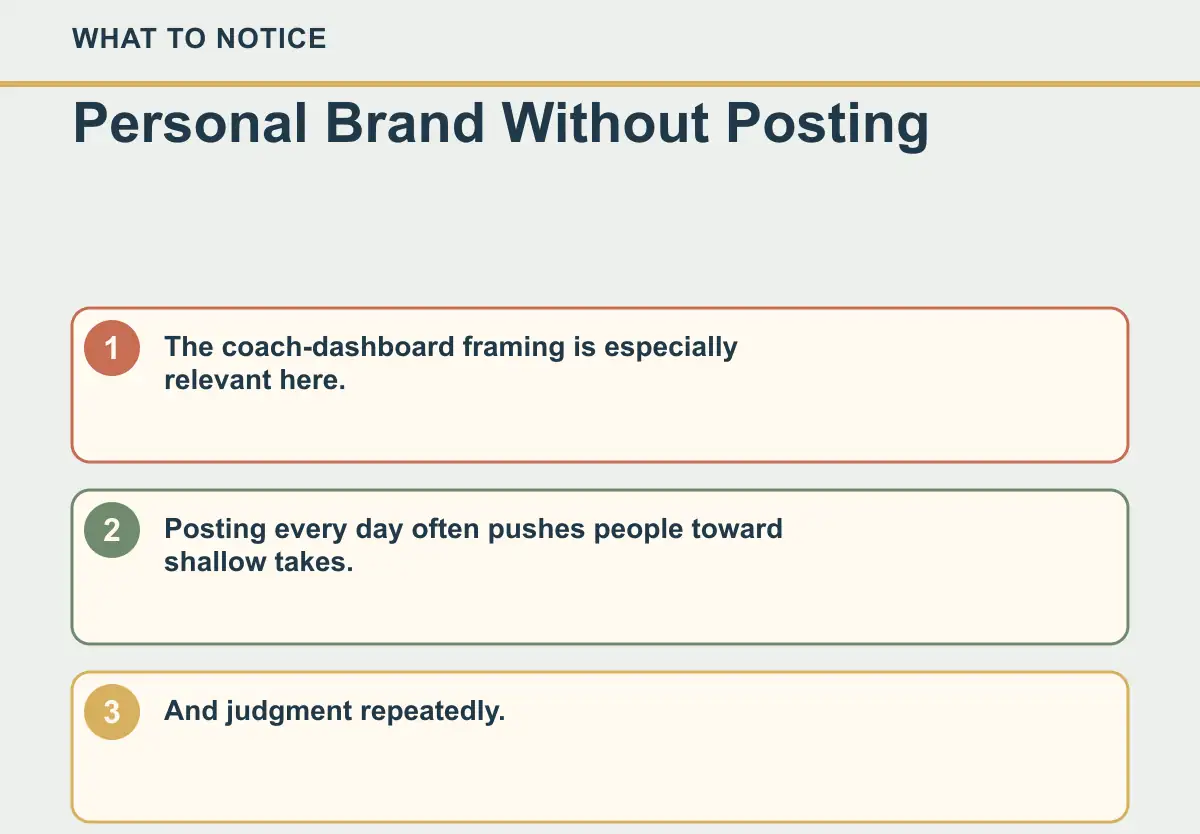 WHAT TO NOTICE
Personal Brand Without Posting
1
The coach-dashboard framing is especially
relevant here.
2
Posting every day often pushes people toward
shallow takes.
3
And judgment repeatedly.